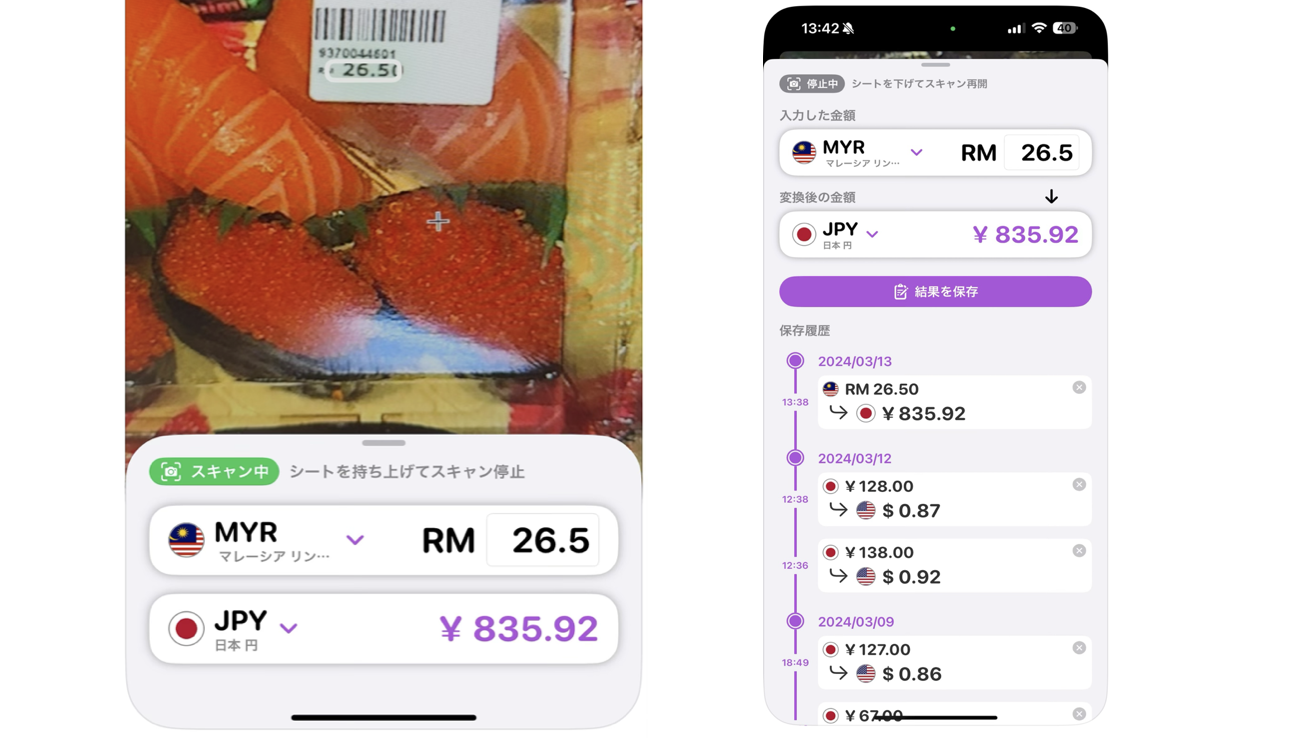 9370044601
26.50
スキャン中 シートを持ち上げてスキャン停止
MYR
マレーシア リン…
RM 26.5
JPY
日本 円
¥ 835.92
13:42
40
停止中 シートを下げてスキャン再開
入力した金額
MYR
マレーシア リン…
RM 26.5
変換後の金額
JPY
日本 円
¥ 835.92
結果を保存
保存履歴
2024/03/13
13:38
RM 26.50
¥ 835.92
2024/03/12
12:38
¥ 128.00
$ 0.87
12:36
¥ 138.00
$ 0.92
2024/03/09
18:49
¥ 127.00
$ 0.86
¥ 67.00